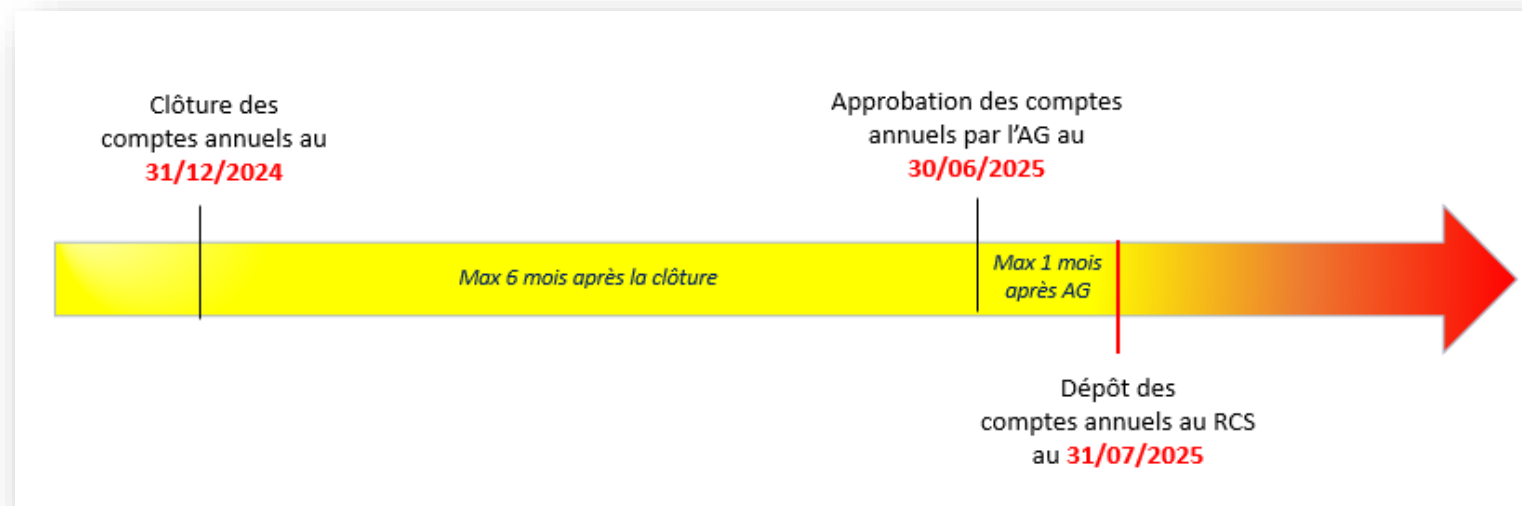 Clôture des
comptes annuels au
31/12/2024
Approbation des comptes
annuels par l'AG au
30/06/2025
Max 6 mois après la clôture
Max 1 mois
après AG
Dépôt des
comptes annuels au RCS
au 31/07/2025